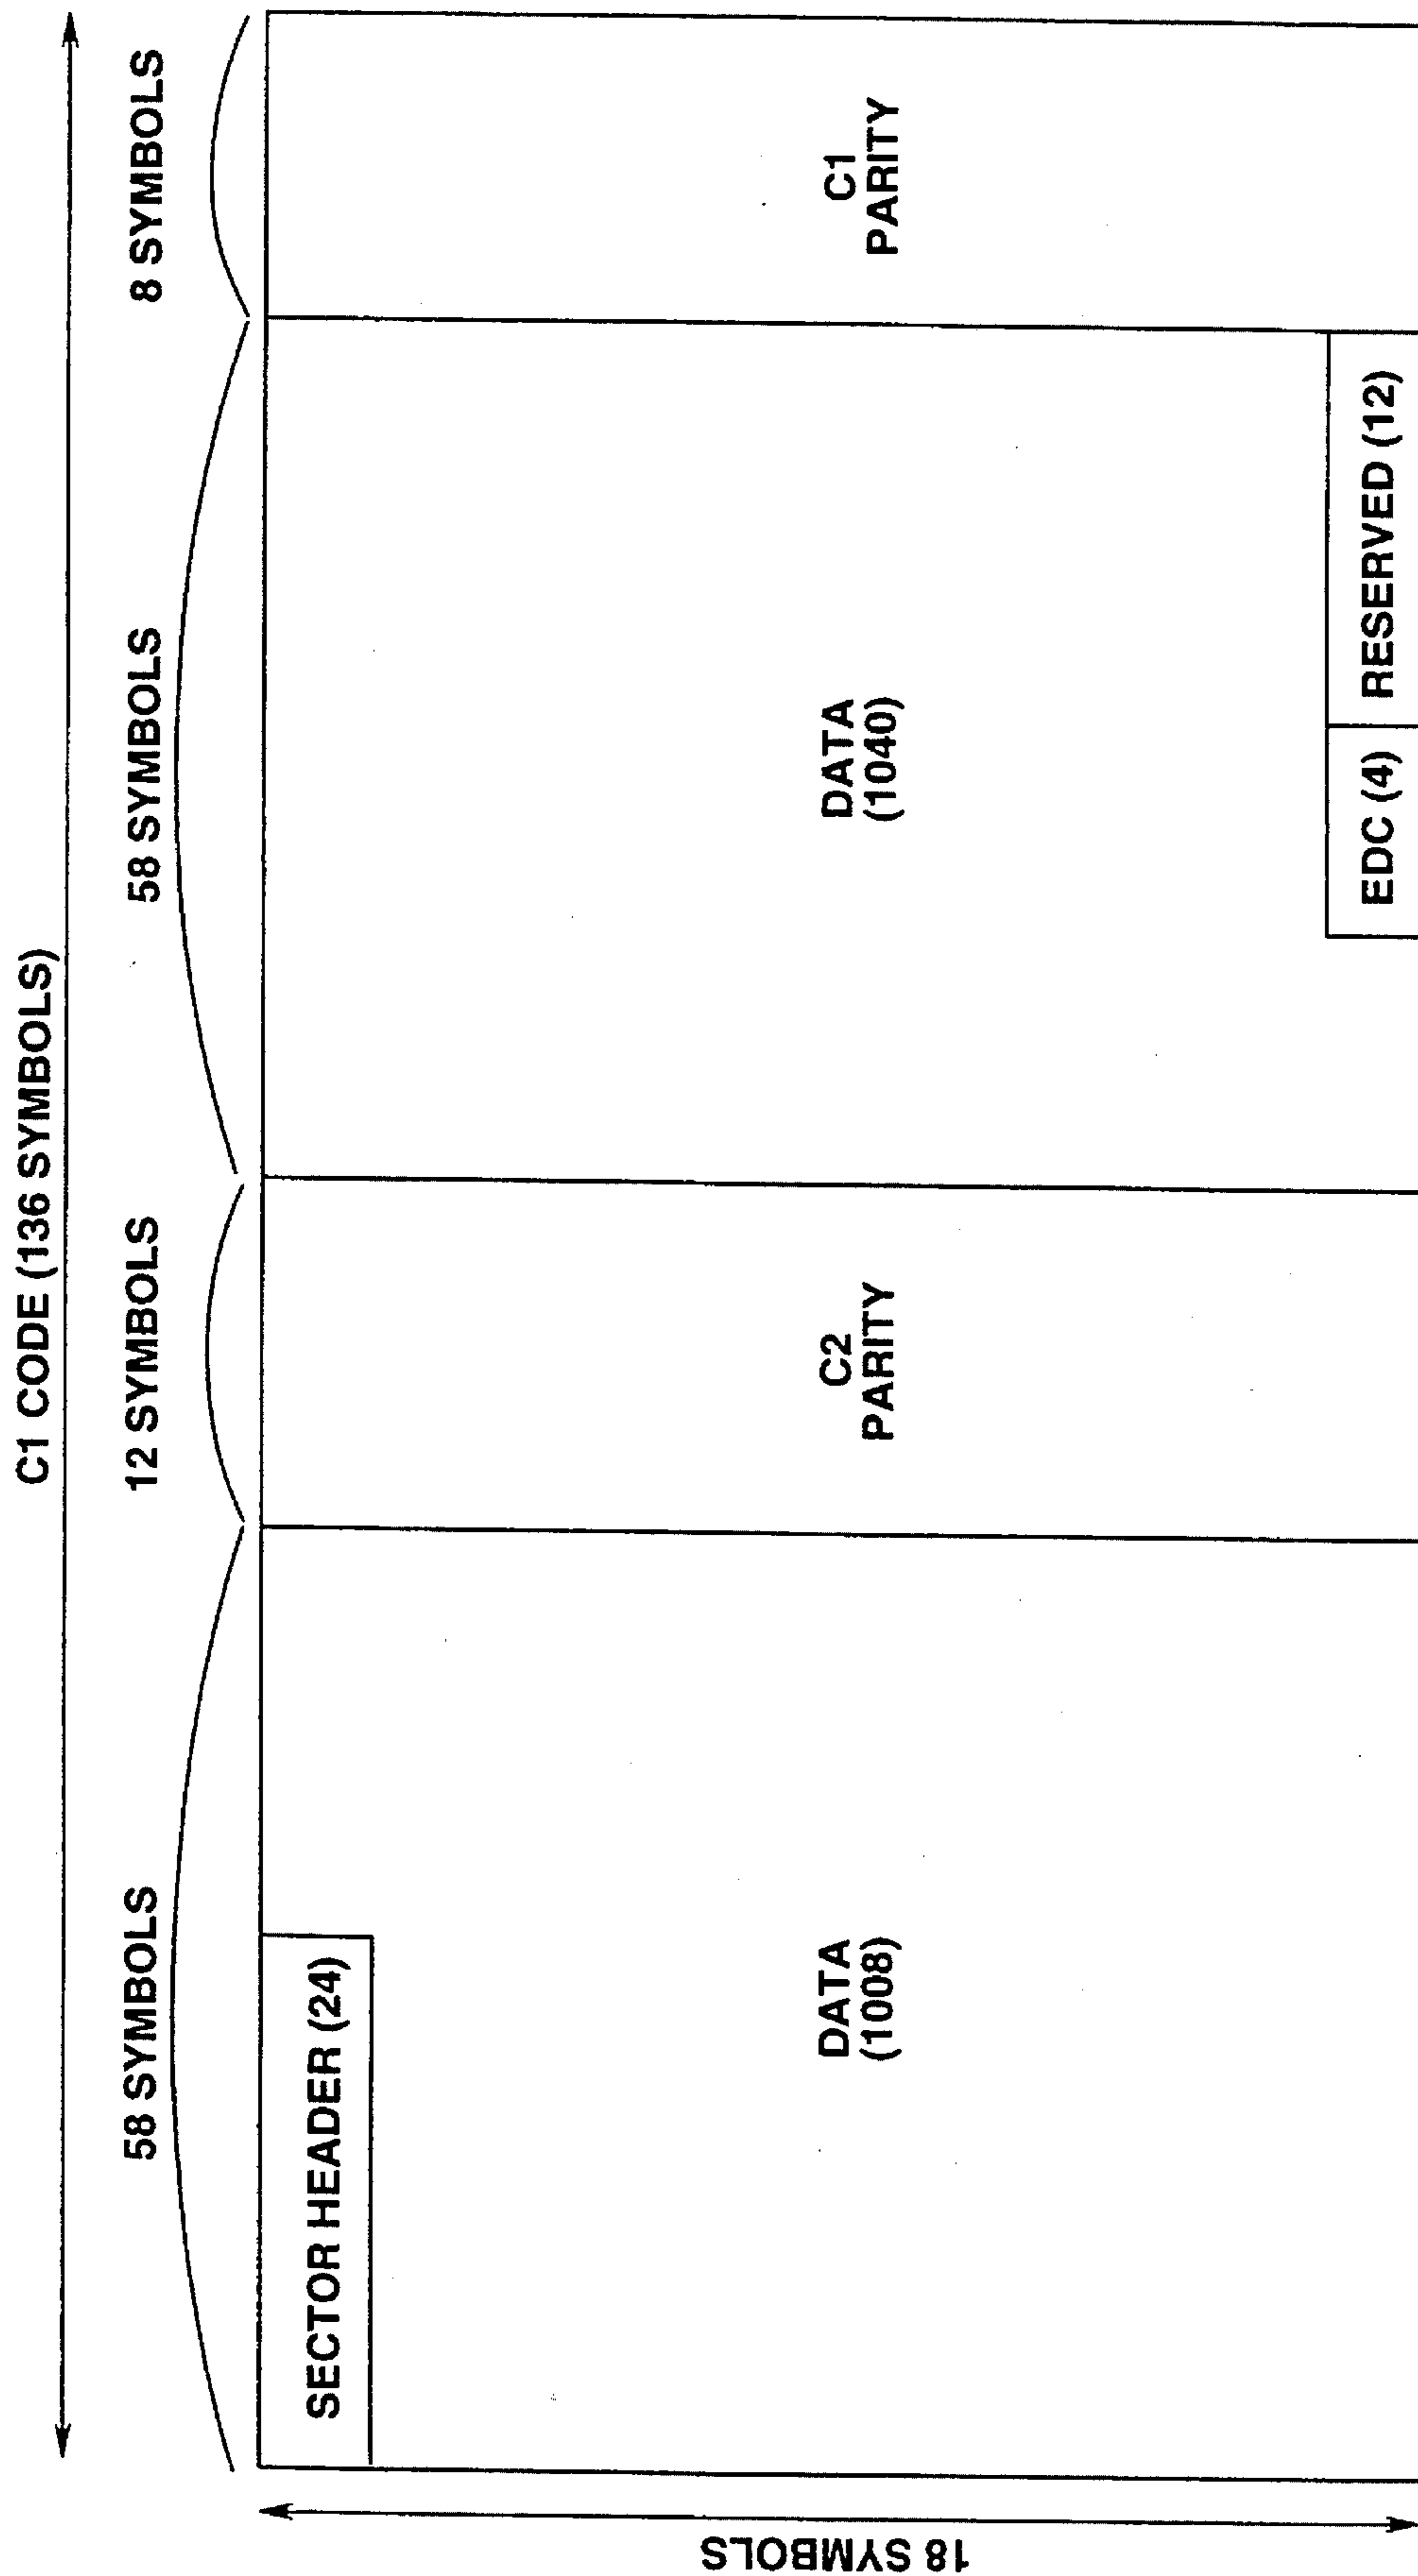 C1 CODE (136 SYMBOLS)
58 SYMBOLS
12 SYMBOLS
58 SYMBOLS
8 SYMBOLS
18 SYMBOLS
SECTOR HEADER (24)
DATA
(1008)
C2
PARITY
DATA
(1040)
C1
PARITY
EDC (4)
RESERVED (12)